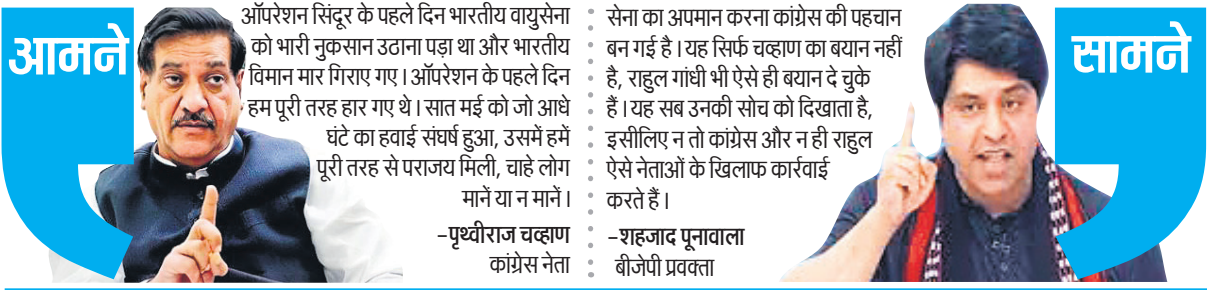 आमने
ऑपरेशन सिंदूर के पहले दिन भारतीय वायुसेना
को भारी नुकसान उठाना पड़ा था और भारतीय
विमान मार गिराए गए। ऑपरेशन के पहले दिन
हम पूरी तरह हार गए थे। सात मई को जो आधे
घंटे का हवाई संघर्ष हुआ, उसमें हमें
पूरी तरह से पराजय मिली, चाहे लोग
मानें या न मानें।
–पृथ्वीराज चव्हाण
कांग्रेस नेता
सेना का अपमान करना कांग्रेस की पहचान
बन गई है। यह सिर्फ चव्हाण का बयान नहीं
है, राहुल गांधी भी ऐसे ही बयान दे चुके
हैं। यह सब उनकी सोच को दिखाता है,
इसीलिए न तो कांग्रेस और न ही राहुल
ऐसे नेताओं के खिलाफ कार्रवाई
करते हैं।
–शहजाद पूनावाला
बीजेपी प्रवक्ता
सामने